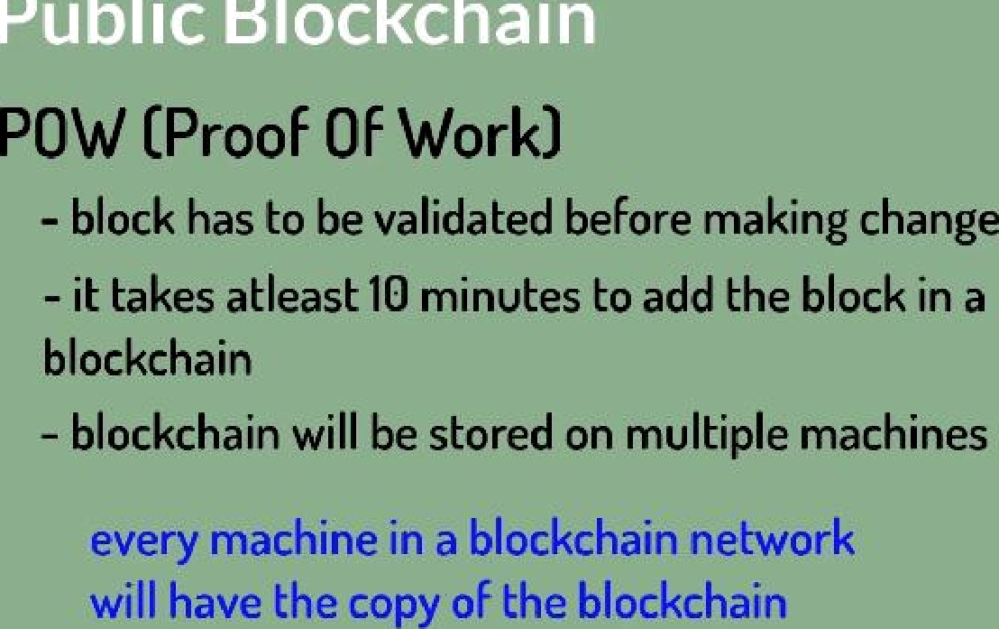 Public Blockchain
POW (Proof Of Work)
- block has to be validated before making change
- it takes atleast 10 minutes to add the block in a
blockchain
- blockchain will be stored on multiple machines
every machine in a blockchain network
will have the copy of the blockchain